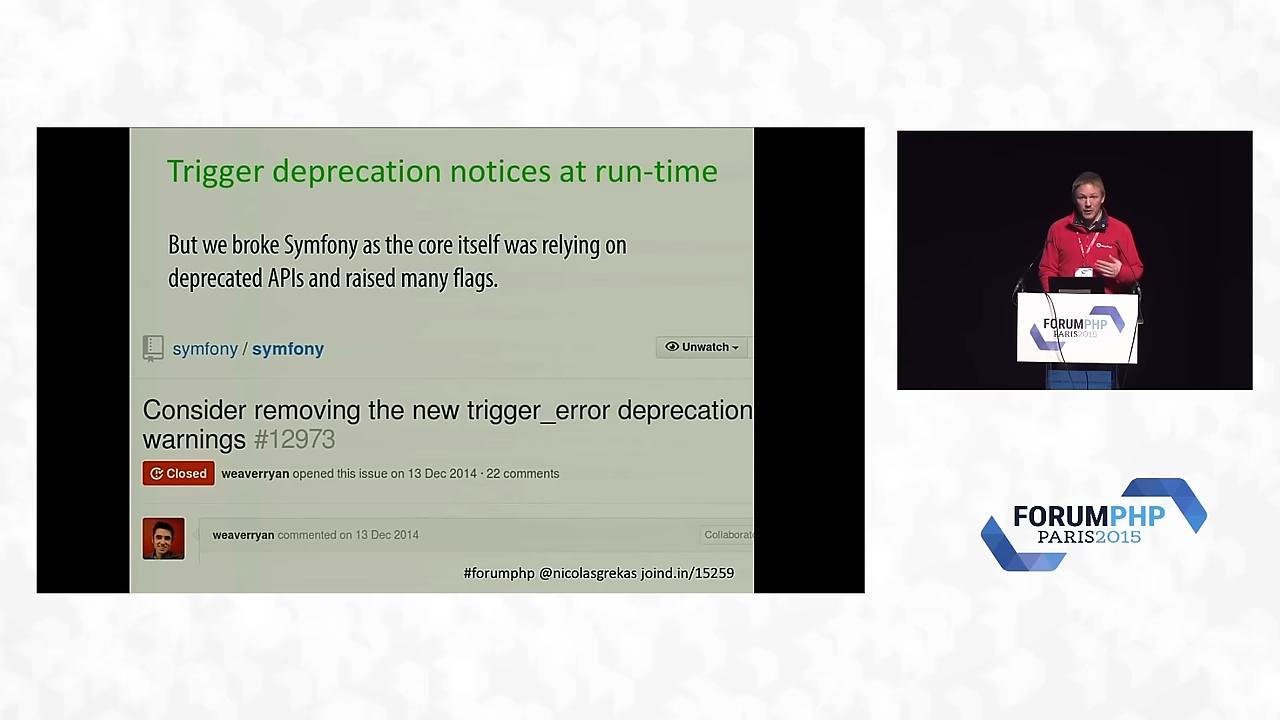 Trigger deprecation notices at run-time
But we broke Symfony as the core itself was relying on
deprecated APIs and raised many flags.
symfony / symfony
Unwatch
Consider removing the new trigger_error deprecation
warnings #12973
Closed weaverryan opened this issue on 13 Dec 2014 · 22 comments
weaverryan commented on 13 Dec 2014
#forumphp @nicolasgrekas joind.in/15259
FORUMPHP
PARIS2015
FORUMPHP
PARIS2015